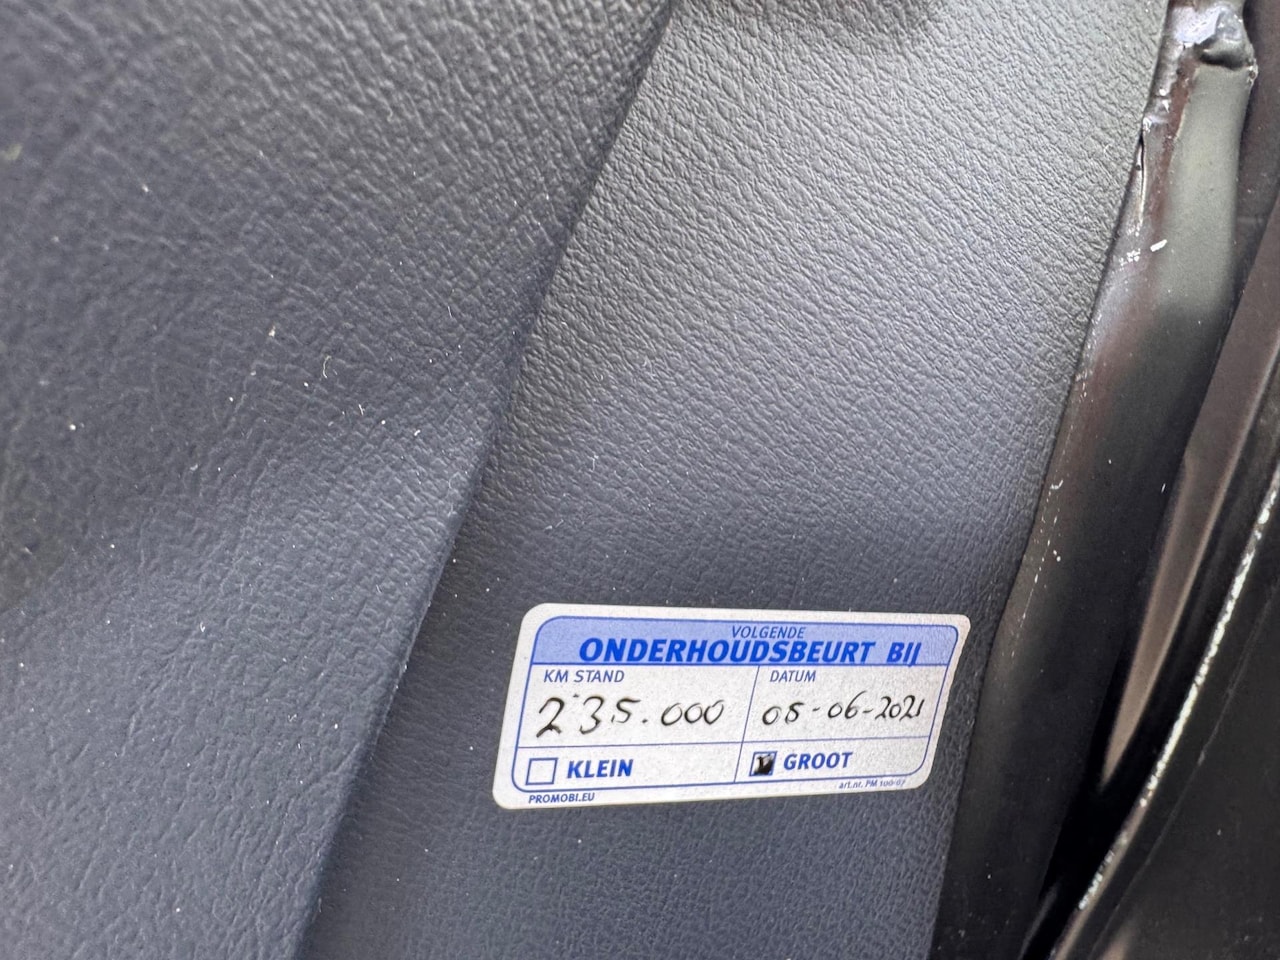 VOLGENDE
ONDERHOUDSBEURT BIJ
KM STAND
DATUM
235.000
05-06-2021
KLEIN
GROOT
PROMOBI.EU
art.nr. PM 100-07